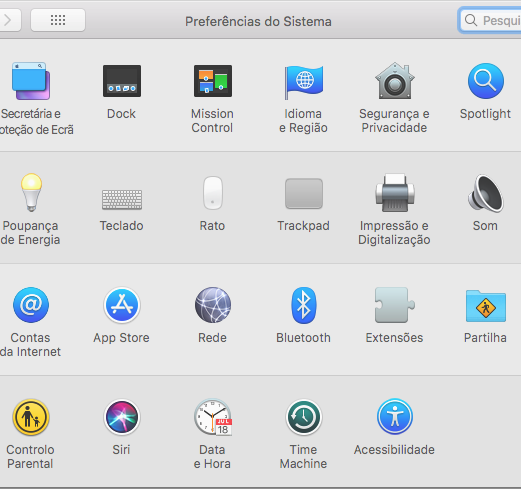 Preferências do Sistema
Pesqui
Secretária e
oteção de Ecrã
Dock
Mission
Control
Idioma
e Região
Segurança e
Privacidade
Spotlight
Poupança
de Energia
Teclado
Rato
Trackpad
Impressão e
Digitalização
Som
Contas
da Internet
App Store
Rede
Bluetooth
Extensões
Partilha
Controlo
Parental
Siri
JUL
18
Data
e Hora
Time
Machine
Acessibilidade